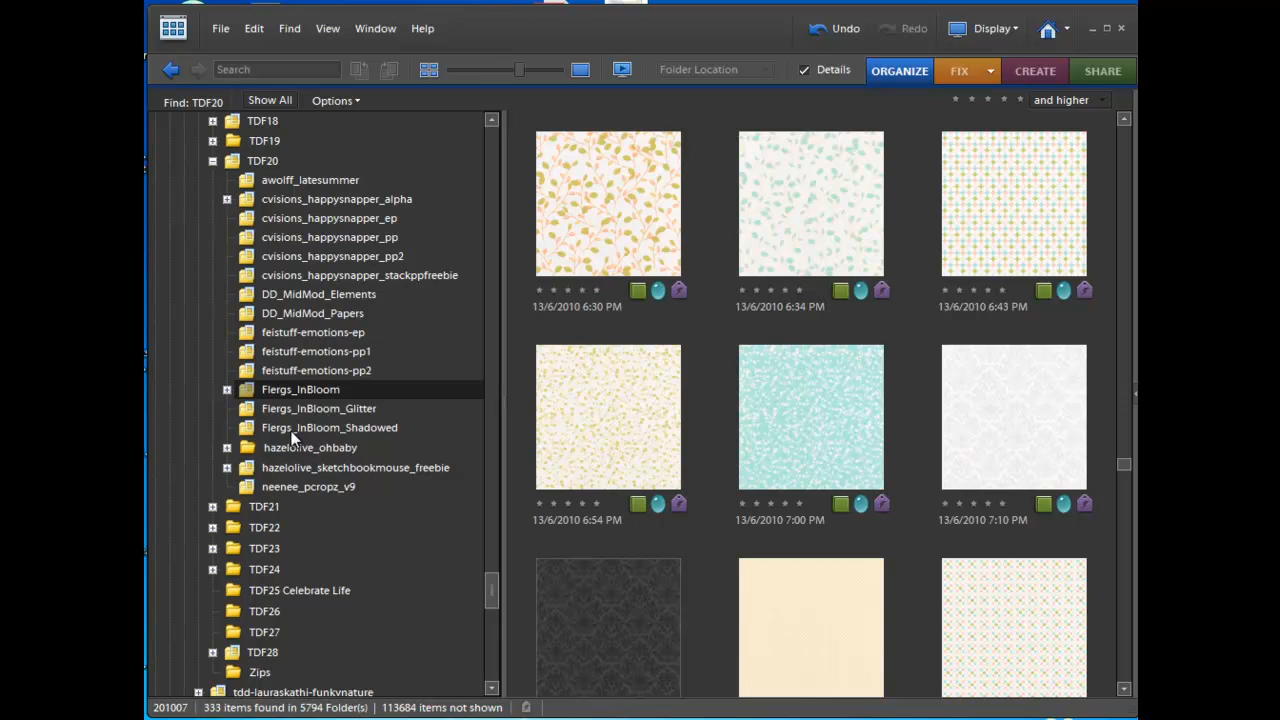 File Edit Find View Window Help Undo Redo Display
Search Folder Location Details ORGANIZE FIX CREATE SHARE
Find: TDF20 Show All Options and higher
TDF18
TDF19
TDF20
awolff_latesummer
cvisions_happysnapper_alpha
cvisions_happysnapper_ep
cvisions_happysnapper_pp
cvisions_happysnapper_pp2
cvisions_happysnapper_stackppfreebie
DD_MidMod_Elements
DD_MidMod_Papers
feistuff-emotions-ep
feistuff-emotions-pp1
feistuff-emotions-pp2
Flergs_InBloom
Flergs_InBloom_Glitter
Flergs_InBloom_Shadowed
hazelolive_ohbaby
hazelolive_sketchbookmouse_freebie
neenee_pcropz_v9
TDF21
TDF22
TDF23
TDF24
TDF25 Celebrate Life
TDF26
TDF27
TDF28
Zips
tdd-lauraskathi-funkynature
13/6/2010 6:30 PM 13/6/2010 6:34 PM 13/6/2010 6:43 PM
13/6/2010 6:54 PM 13/6/2010 7:00 PM 13/6/2010 7:10 PM
201007 333 items found in 5794 Folder(s) 113684 items not shown